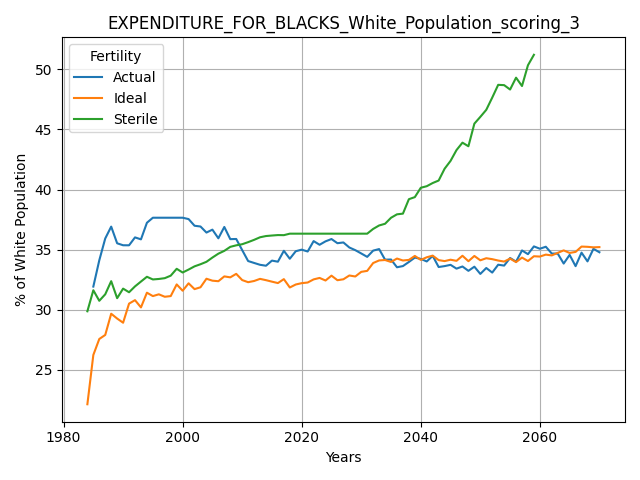 EXPENDITURE_FOR_BLACKS_White_Population_scoring_3
Fertility
Actual
Ideal
Sterile
% of White Population
50
45
40
35
30
25
1980
2000
2020
2040
2060
Years